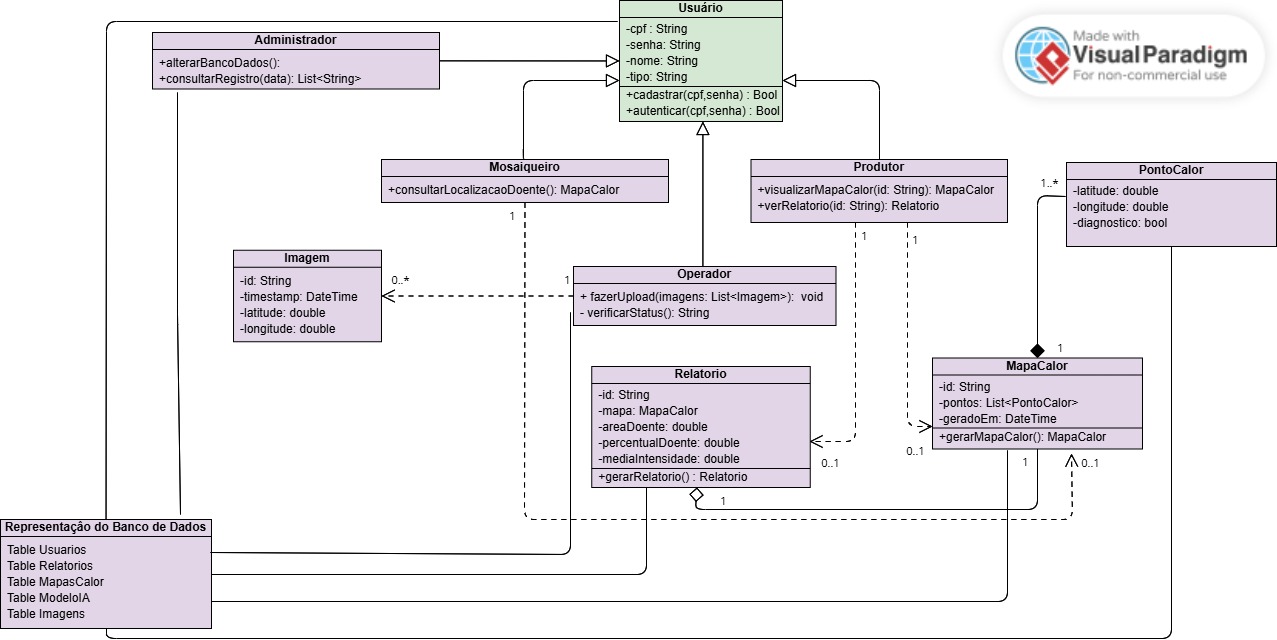 Usuário
-cpf : String
-senha: String
-nome: String
-tipo: String
+cadastrar(cpf,senha) : Bool
+autenticar(cpf,senha) : Bool
Made with
Visual Paradigm
For non-commercial use
Administrador
+alterarBancoDados():
+consultarRegistro(data): List<String>
Mosaiqueiro
+consultarLocalizacaoDoente(): MapaCalor
1
Produtor
+visualizarMapaCalor(id: String): MapaCalor
+verRelatorio(id: String): Relatorio
1
1
PontoCalor
-latitude: double
-longitude: double
-diagnostico: bool
1..*
Imagem
-id: String
-timestamp: DateTime
-latitude: double
-longitude: double
0..*
1
Operador
+ fazerUpload(imagens: List<Imagem>): void
- verificarStatus(): String
Relatorio
-id: String
-mapa: MapaCalor
-areaDoente: double
-percentualDoente: double
-mediaIntensidade: double
+gerarRelatorio() : Relatorio
0..1
1
1
MapaCalor
-id: String
-pontos: List<PontoCalor>
-geradoEm: DateTime
+gerarMapaCalor(): MapaCalor
0..1
1
0..1
Representação do Banco de Dados
Table Usuarios
Table Relatorios
Table MapasCalor
Table ModeloIA
Table Imagens